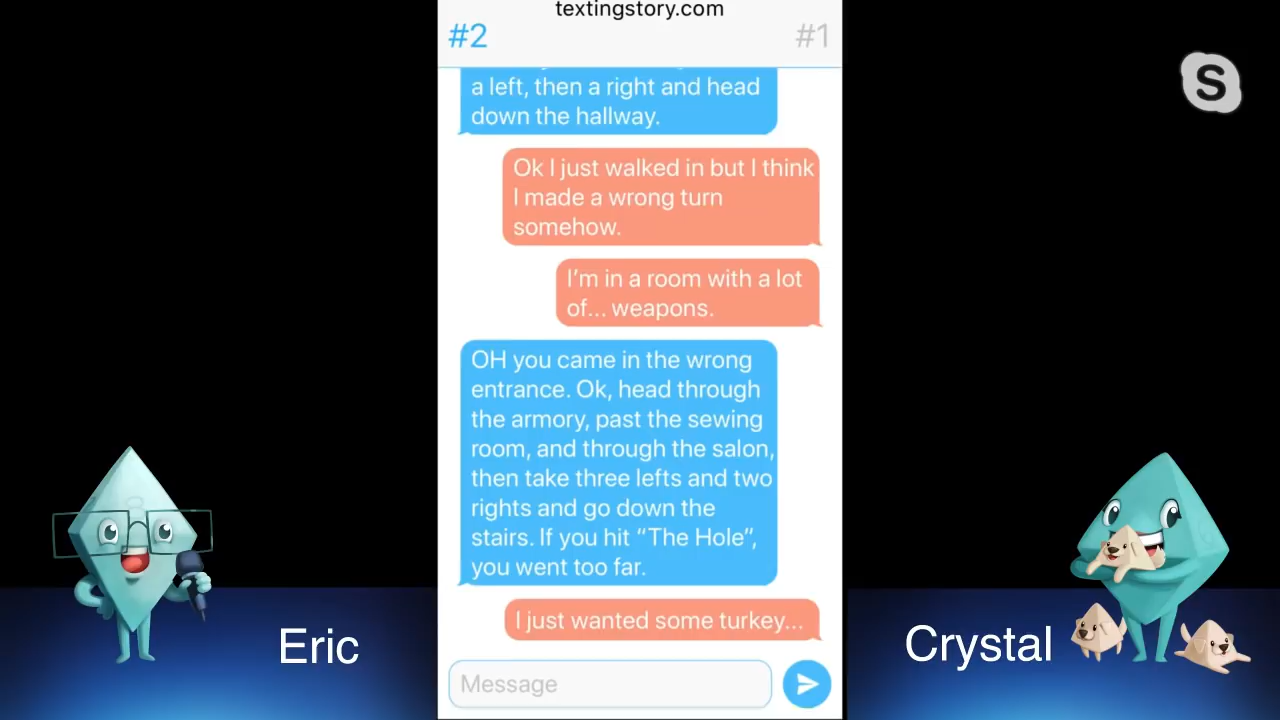 textingstory.com
#2
#1
a left, then a right and head
down the hallway.
Ok I just walked in but I think
I made a wrong turn
somehow.
I'm in a room with a lot
of... weapons.
OH you came in the wrong
entrance. Ok, head through
the armory, past the sewing
room, and through the salon,
then take three lefts and two
rights and go down the
stairs. If you hit “The Hole”,
you went too far.
I just wanted some turkey...
Message
Eric
Crystal
S